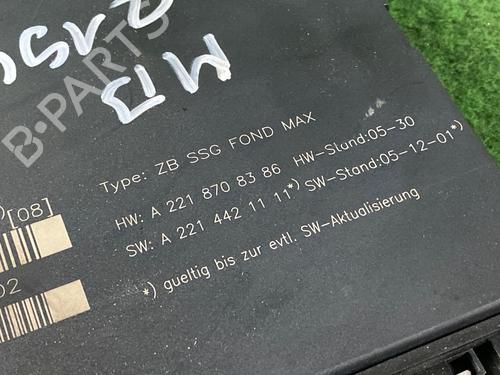 B-PARTS
M13
Type: ZB SSG FOND MAX
HW: A 221 870 83 86 HW-Stand:05-30
SW: A 221 442 11 11*) SW-Stand:05-12-01*)
*) gueltig bis zur evtl. SW-Aktualisierung
)[08]
02